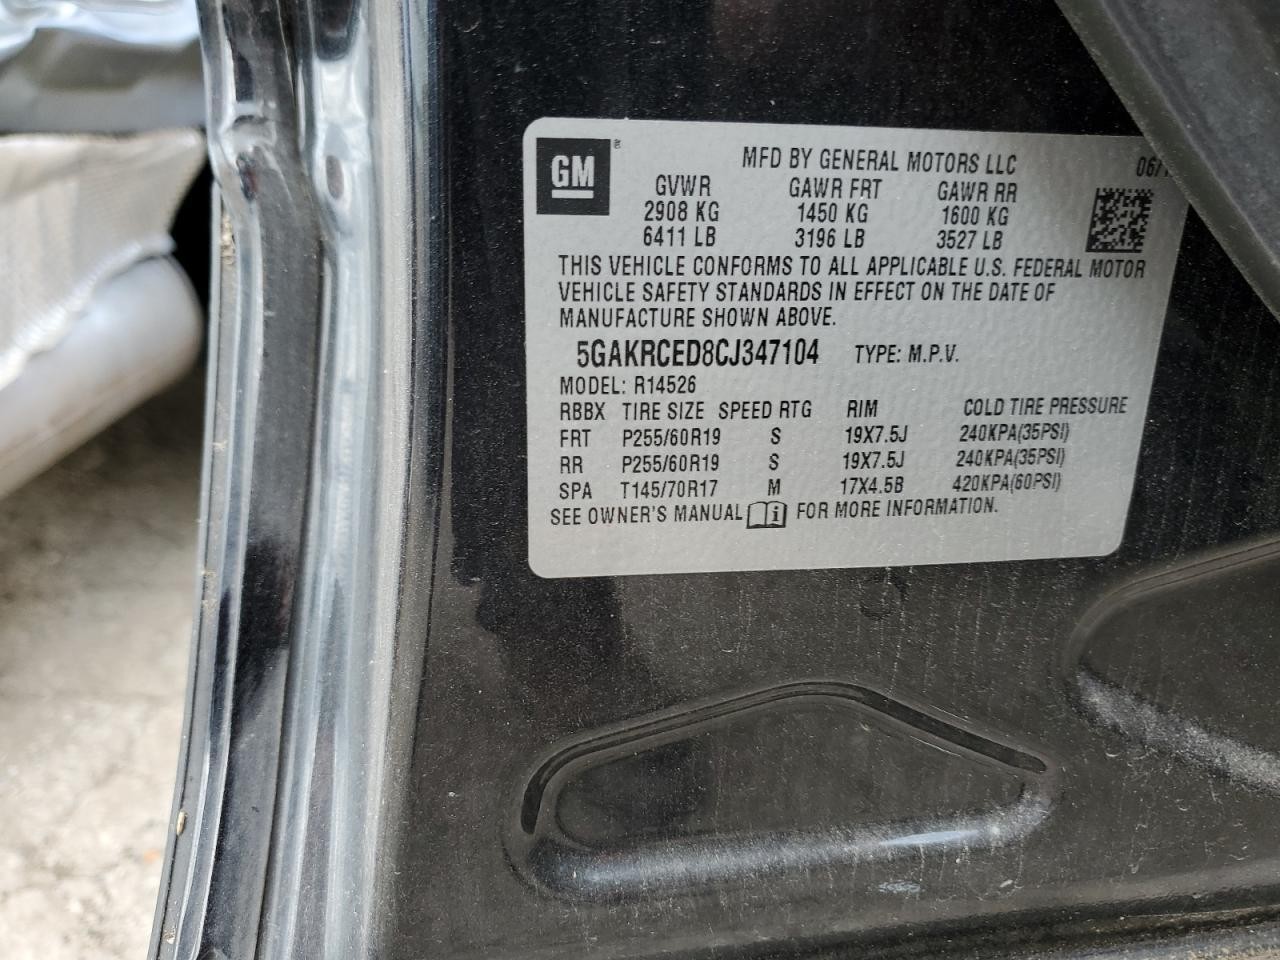 GM ®
MFD BY GENERAL MOTORS LLC
GVWR GAWR FRT GAWR RR
2908 KG 1450 KG 1600 KG
6411 LB 3196 LB 3527 LB
THIS VEHICLE CONFORMS TO ALL APPLICABLE U.S. FEDERAL MOTOR
VEHICLE SAFETY STANDARDS IN EFFECT ON THE DATE OF
MANUFACTURE SHOWN ABOVE.
5GAKRCED8CJ347104 TYPE: M.P.V.
MODEL: R14526
RBBX TIRE SIZE SPEED RTG RIM COLD TIRE PRESSURE
FRT P255/60R19 S 19X7.5J 240KPA(35PSI)
RR P255/60R19 S 19X7.5J 240KPA(35PSI)
SPA T145/70R17 M 17X4.5B 420KPA(60PSI)
SEE OWNER'S MANUAL i FOR MORE INFORMATION.